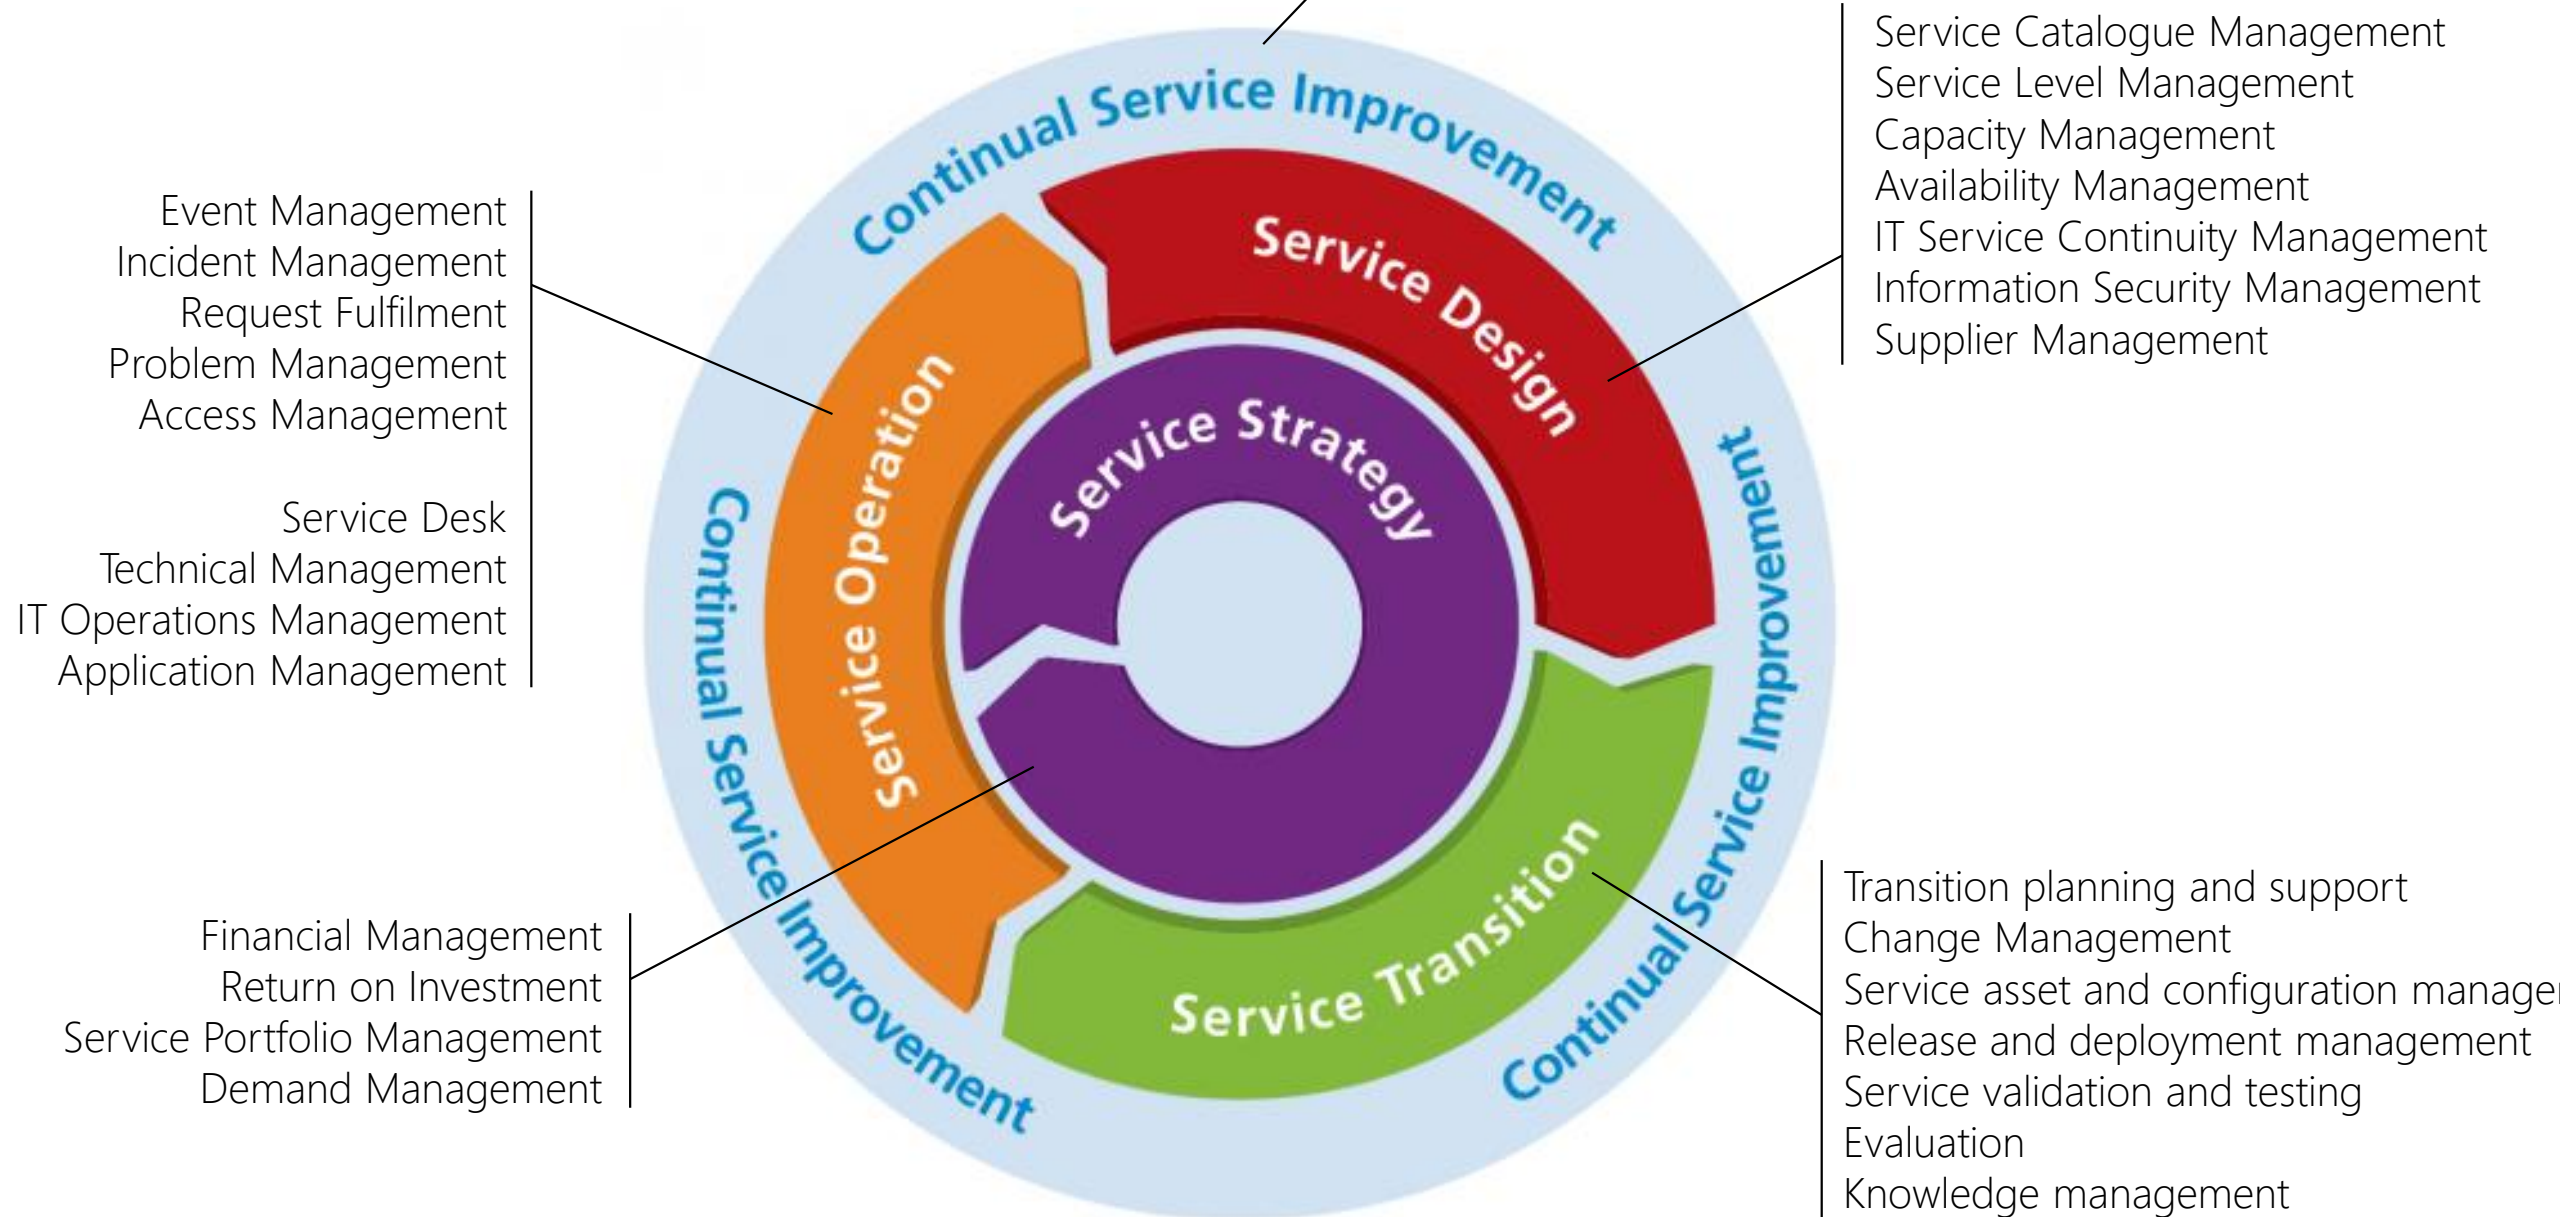 Service Catalogue Management
Service Level Management
Capacity Management
Availability Management
IT Service Continuity Management
Information Security Management
Supplier Management
Event Management
Incident Management
Request Fulfilment
Problem Management
Access Management
Service Desk
Technical Management
IT Operations Management
Application Management
Continual Service Improvement
Continual Service Improvement
Continual Service Improvement
Service Design
Service Operation
Service Strategy
Service Transition
Financial Management
Return on Investment
Service Portfolio Management
Demand Management
Transition planning and support
Change Management
Service asset and configuration
Release and deployment management
Service validation and testing
Evaluation
Knowledge management